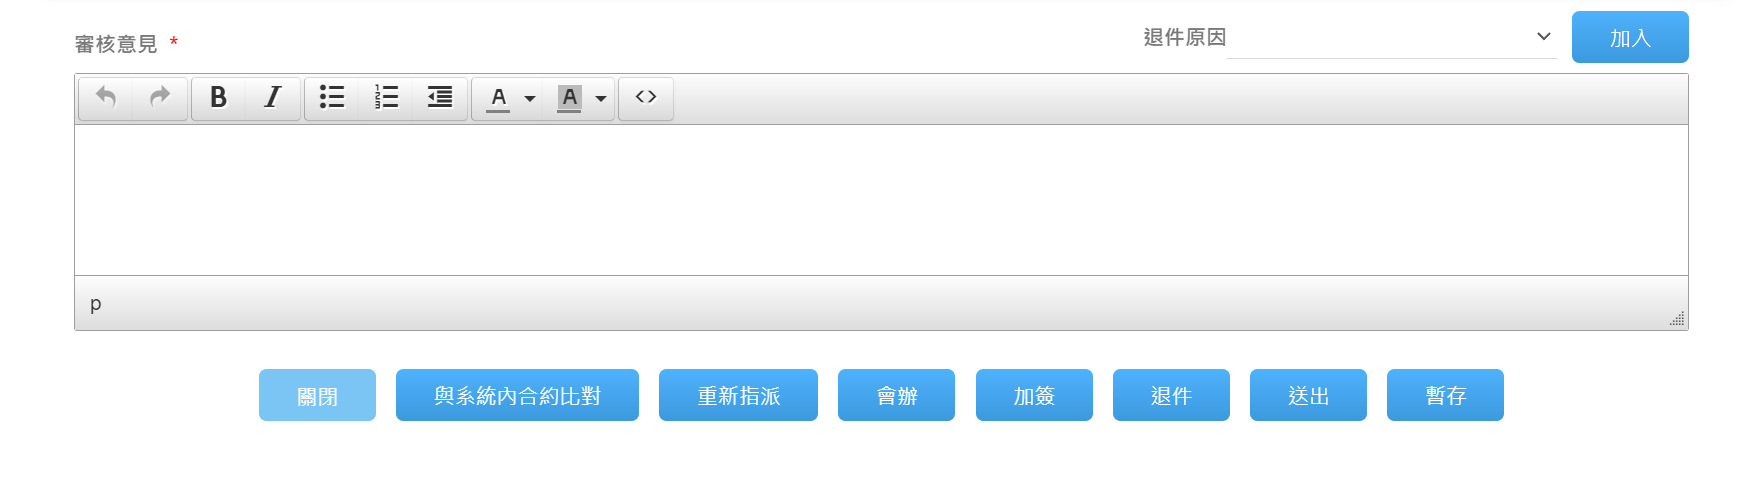 審核意見 * 退件原因 加入
B I A A <>
p
關閉 與系統內合約比對 重新指派 會辦 加簽 退件 送出 暫存